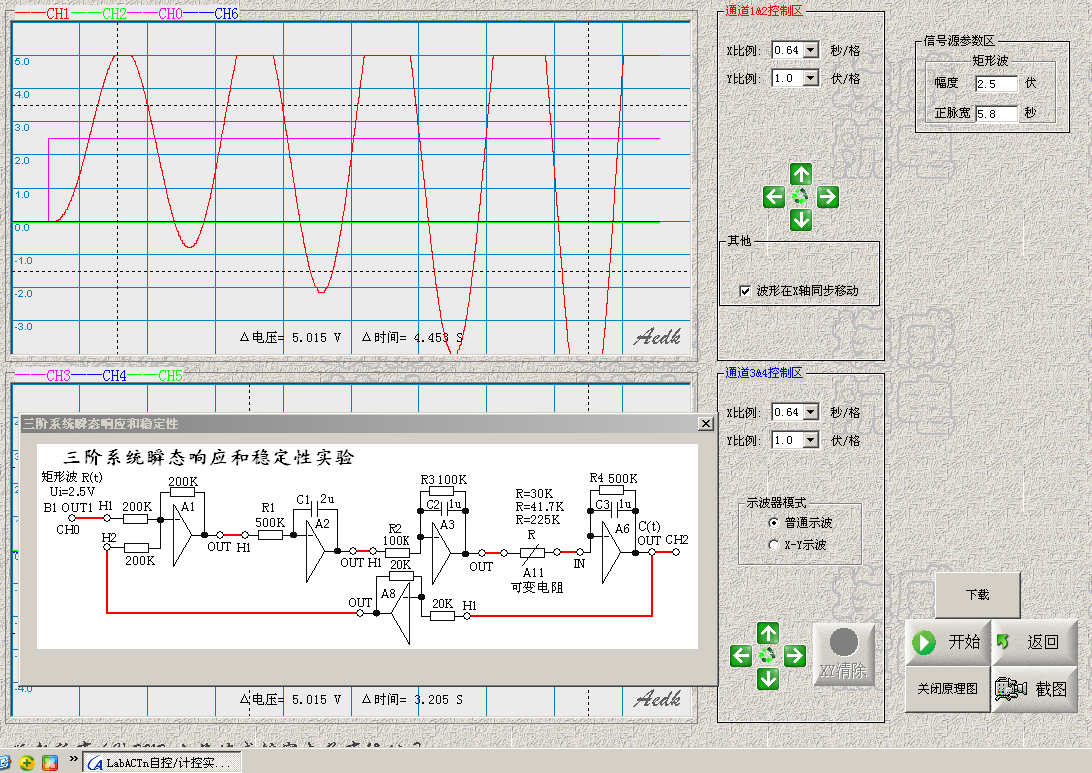 CH1 CH2 CH0 CH6
5.0
4.0
3.0
2.0
1.0
0.0
-1.0
-2.0
-3.0
△电压= 5.015 V △时间= 4.453 S
Aedk
通道1&2控制区
X比例: 0.64 秒/格
Y比例: 1.0 伏/格
其他
波形在X轴同步移动
信号源参数区
矩形波
幅度 2.5 伏
正脉宽 5.8 秒
CH3 CH4 CH5
三阶系统瞬态响应和稳定性
三阶系统瞬态响应和稳定性实验
矩形波 R(t)
Ui=2.5V
B1 OUT1 H1
CH0
200K
200K
A1
H2
200K
OUT H1
R1
500K
C1 2u
A2
OUT H1
R2
100K
R3 100K
C2 1u
A3
OUT
R=30K
R=41.7K
R=225K
R
A11
可变电阻
IN
R4 500K
C3 1u
A6
C(t)
OUT CH2
20K
A8
OUT
20K H1
-4.0
△电压= 5.015 V △时间= 3.205 S
Aedk
通道3&4控制区
X比例: 0.64 秒/格
Y比例: 1.0 伏/格
示波器模式
普通示波
X-Y示波
XY清除
下载
开始
返回
关闭原理图
截图
LabACTn自控/计控实...